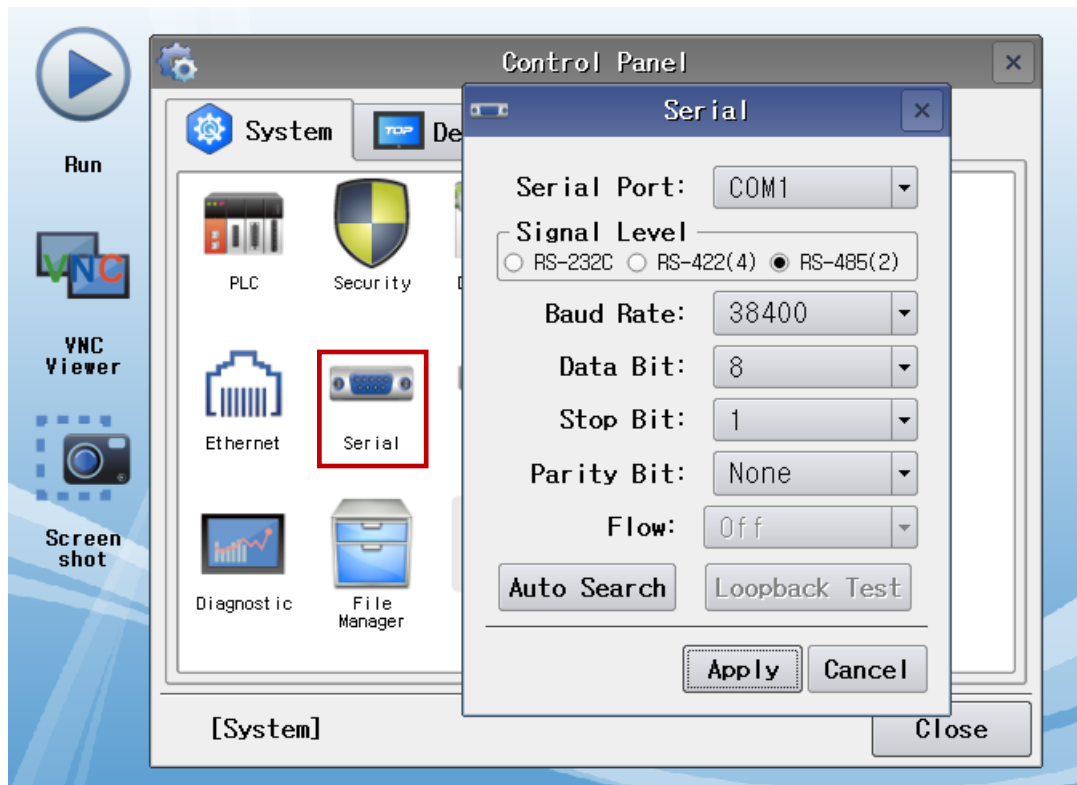 Control Panel
Run
VNC
VNC
Viewer
Screen
shot
System
TOP
De
PLC
Security
Ethernet
Serial
Diagnostic
File
Manager
[System]
Close
Serial
Serial Port:
COM1
Signal Level
RS-232C
RS-422(4)
RS-485(2)
Baud Rate:
38400
Data Bit:
8
Stop Bit:
1
Parity Bit:
None
Flow:
Off
Auto Search
Loopback Test
Apply
Cancel